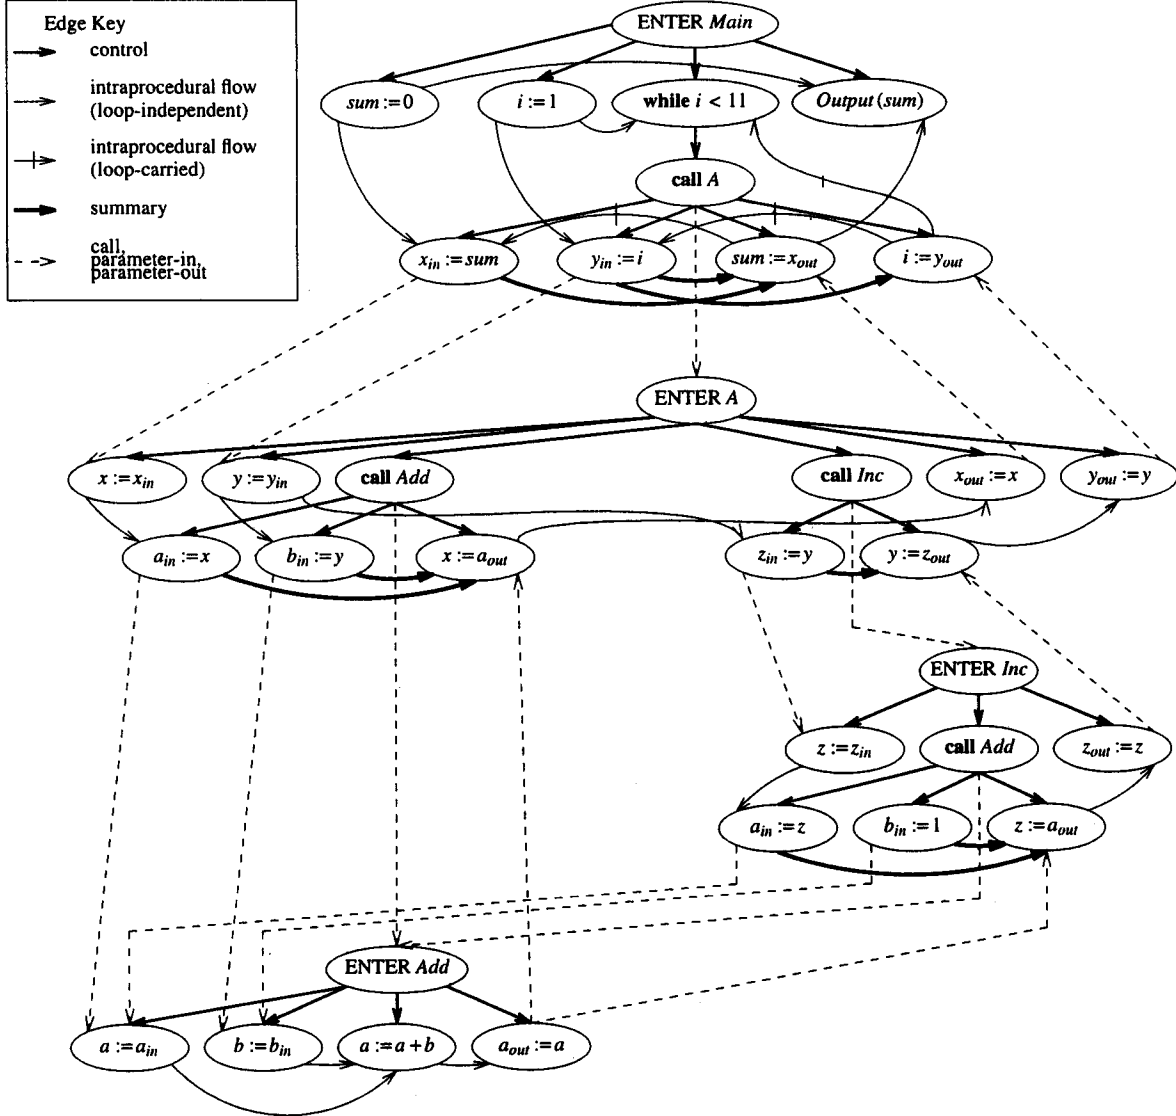 Edge Key
control
intraprocedural flow
(loop-independent)
intraprocedural flow
(loop-carried)
summary
call,
parameter-in,
parameter-out
ENTER Main
sum := 0
i := 1
while i < 11
Output (sum)
call A
x_in := sum
y_in := i
sum := x_out
i := y_out
ENTER A
x := x_in
y := y_in
call Add
call Inc
x_out := x
y_out := y
a_in := x
b_in := y
x := a_out
z_in := y
y := z_out
ENTER Inc
z := z_in
call Add
z_out := z
a_in := z
b_in := 1
z := a_out
ENTER Add
a := a_in
b := b_in
a := a + b
a_out := a